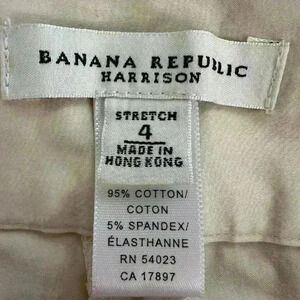 BANANA REPUBLIC
HARRISON
STRETCH
4
MADE IN
HONG KONG
95% COTTON/
COTON
5% SPANDEX/
ÉLASTHANNE
RN 54023
CA 17897